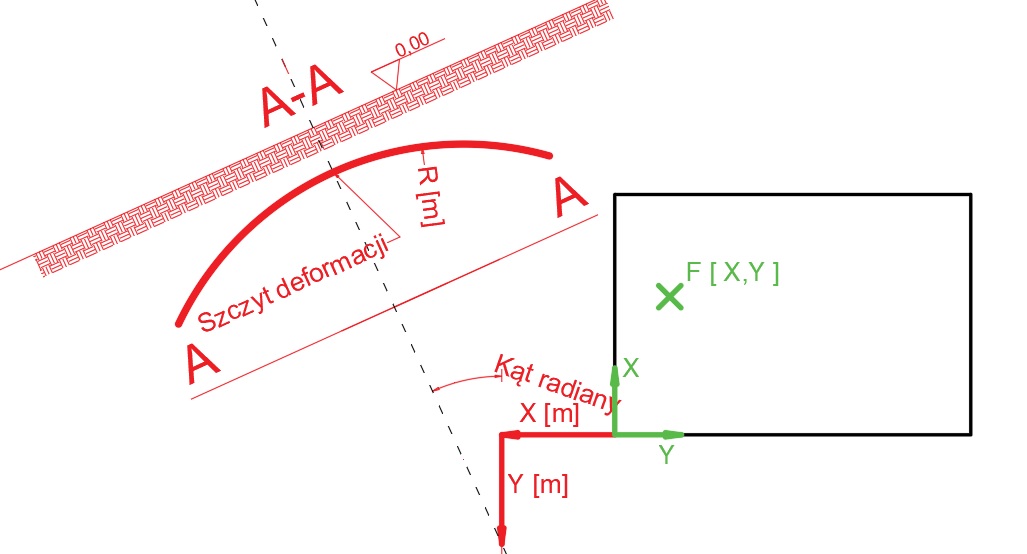 0,00
A-A
R [m]
A
Szczyt deformacji
A
F [ X,Y ]
Kąt radiany
X
X [m]
Y
Y [m]